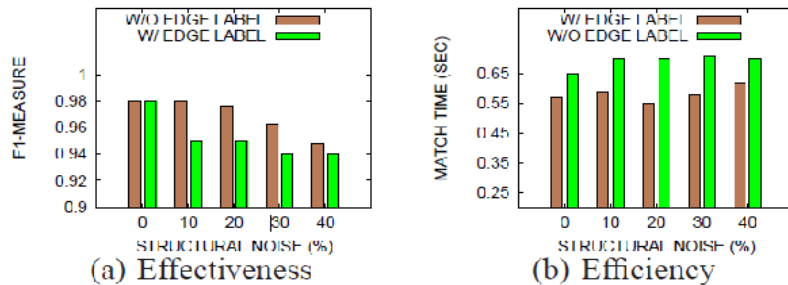 W/O EDGE LABEL
W/ EDGE LABEL
F1-MEASURE
1
0.98
0.96
0.94
0.92
0.9
0 10 20 30 40
STRUCTURAL NOISE (%)
(a) Effectiveness
W/ EDGE LABEL
W/O EDGE LABEL
MATCH TIME (SEC)
0.65
0.55
0.45
0.35
0.25
0 10 20 30 40
STRUCTURAL NOISE (%)
(b) Efficiency